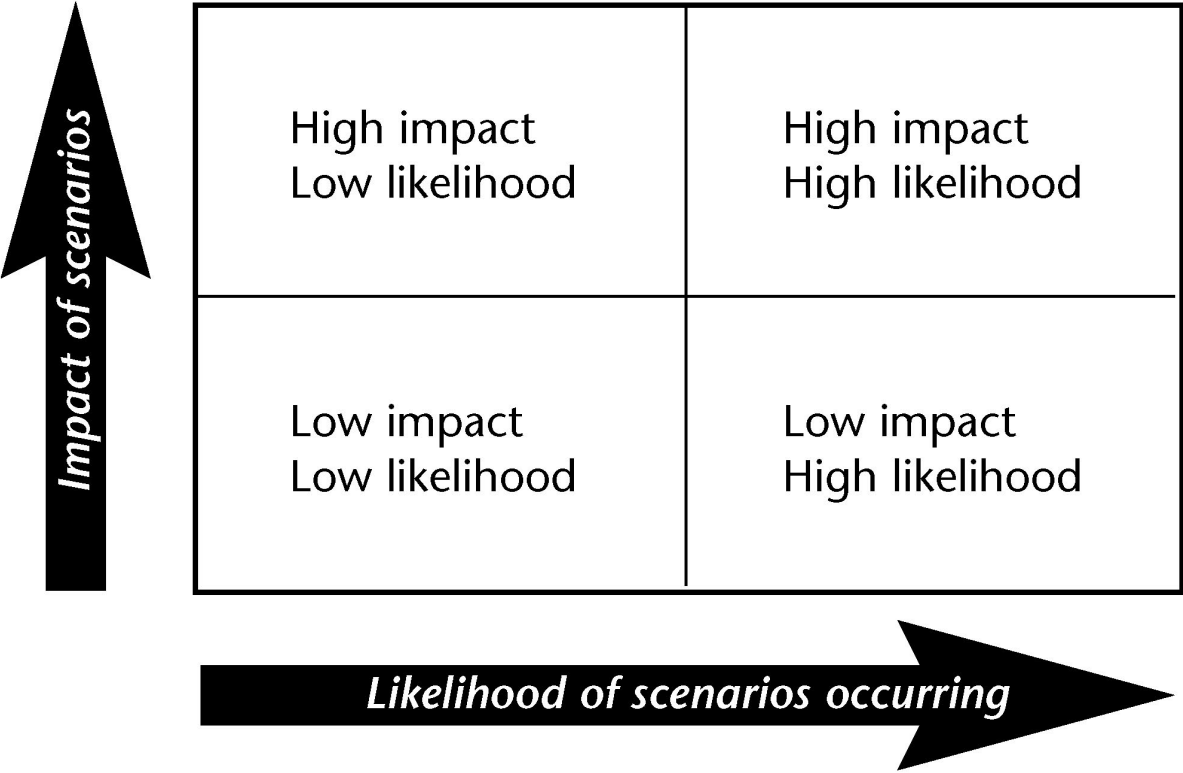 Impact of scenarios
High impact
Low likelihood
High impact
High likelihood
Low impact
Low likelihood
Low impact
High likelihood
Likelihood of scenarios occurring